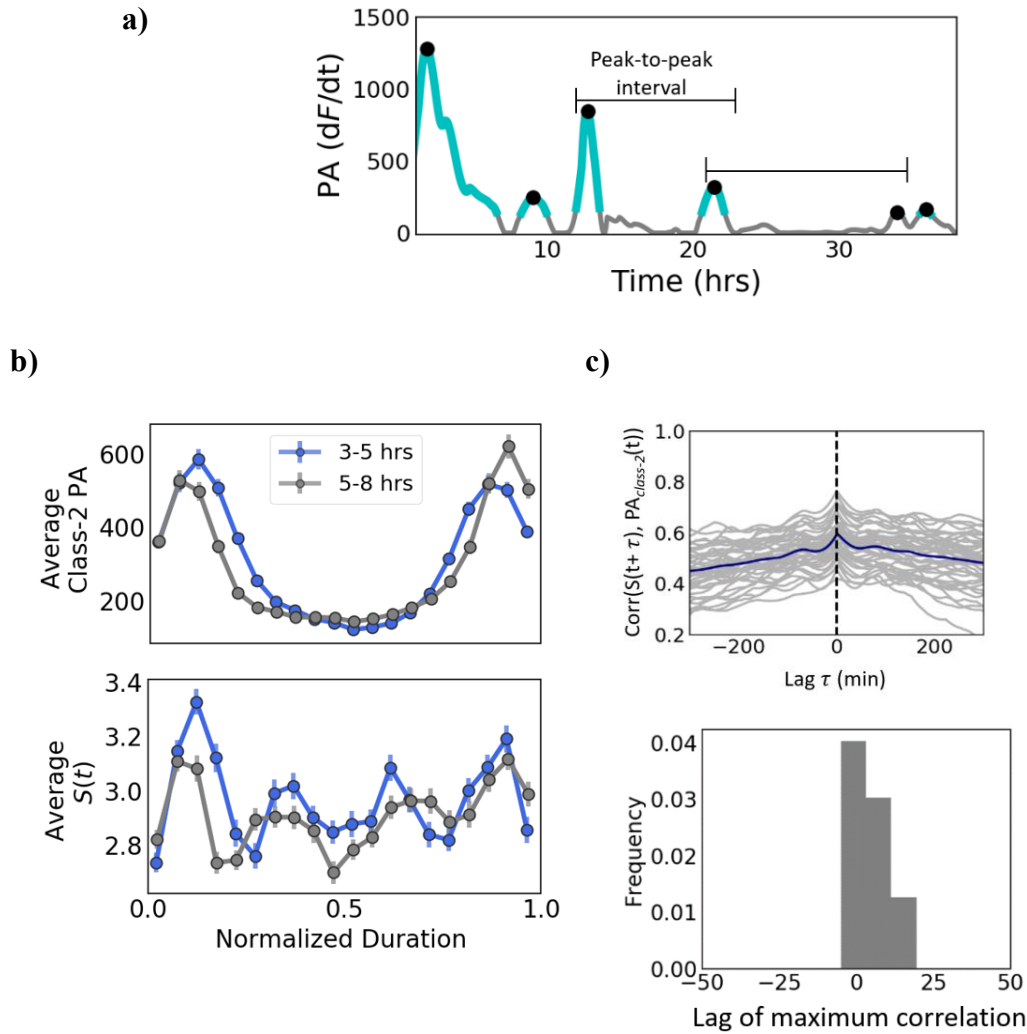 a)
1500
1000
500
0
PA (dF/dt)
Peak-to-peak
interval
10
20
30
Time (hrs)
b)
c)
600
400
200
Average
Class-2 PA
3-5 hrs
5-8 hrs
3.4
3.2
3.0
2.8
Average
S(t)
0.0
0.5
1.0
Normalized Duration
1.0
0.8
0.6
0.4
0.2
Corr(S(t+ τ), PAclass-2(t))
−200
0
200
Lag τ (min)
0.04
0.03
0.02
0.01
0.00
Frequency
−50
−25
0
25
50
Lag of maximum correlation